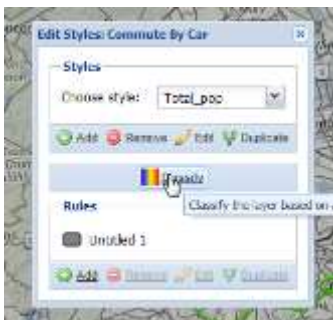 Edit Styles: Commute By Car
Styles
Choose style: Total_pop
Add Remove Edit Duplicate
Rules
Classify the layer based on a
Untitled 1
Add Remove Edit Duplicate